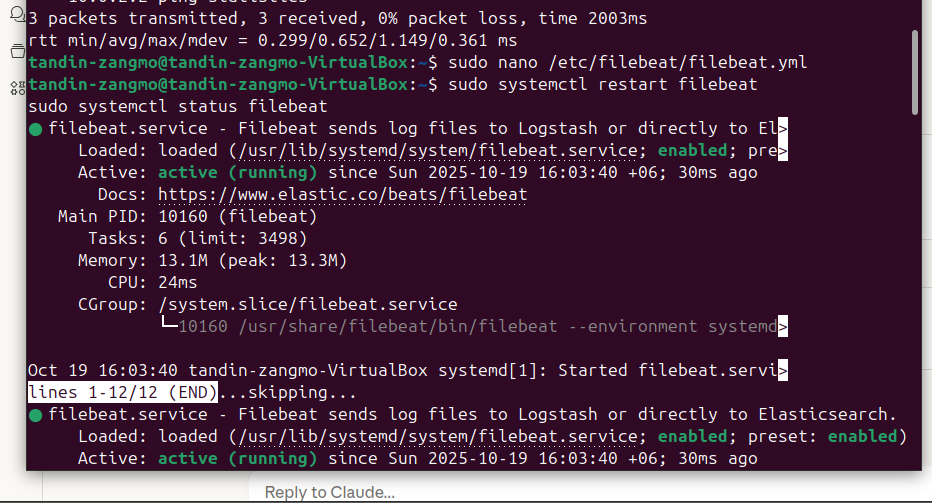 3 packets transmitted, 3 received, 0% packet loss, time 2003ms
rtt min/avg/max/mdev = 0.299/0.652/1.149/0.361 ms
tandin-zangmo@tandin-zangmo-VirtualBox:~$ sudo nano /etc/filebeat/filebeat.yml
tandin-zangmo@tandin-zangmo-VirtualBox:~$ sudo systemctl restart filebeat
sudo systemctl status filebeat
● filebeat.service - Filebeat sends log files to Logstash or directly to El>
Loaded: loaded (/usr/lib/systemd/system/filebeat.service; enabled; pre>
Active: active (running) since Sun 2025-10-19 16:03:40 +06; 30ms ago
Docs: https://www.elastic.co/beats/filebeat
Main PID: 10160 (filebeat)
Tasks: 6 (limit: 3498)
Memory: 13.1M (peak: 13.3M)
CPU: 24ms
CGroup: /system.slice/filebeat.service
└─10160 /usr/share/filebeat/bin/filebeat --environment systemd>
Oct 19 16:03:40 tandin-zangmo-VirtualBox systemd[1]: Started filebeat.servi>
lines 1-12/12 (END)...skipping...
● filebeat.service - Filebeat sends log files to Logstash or directly to Elasticsearch.
Loaded: loaded (/usr/lib/systemd/system/filebeat.service; enabled; preset: enabled)
Active: active (running) since Sun 2025-10-19 16:03:40 +06; 30ms ago
Reply to Claude...